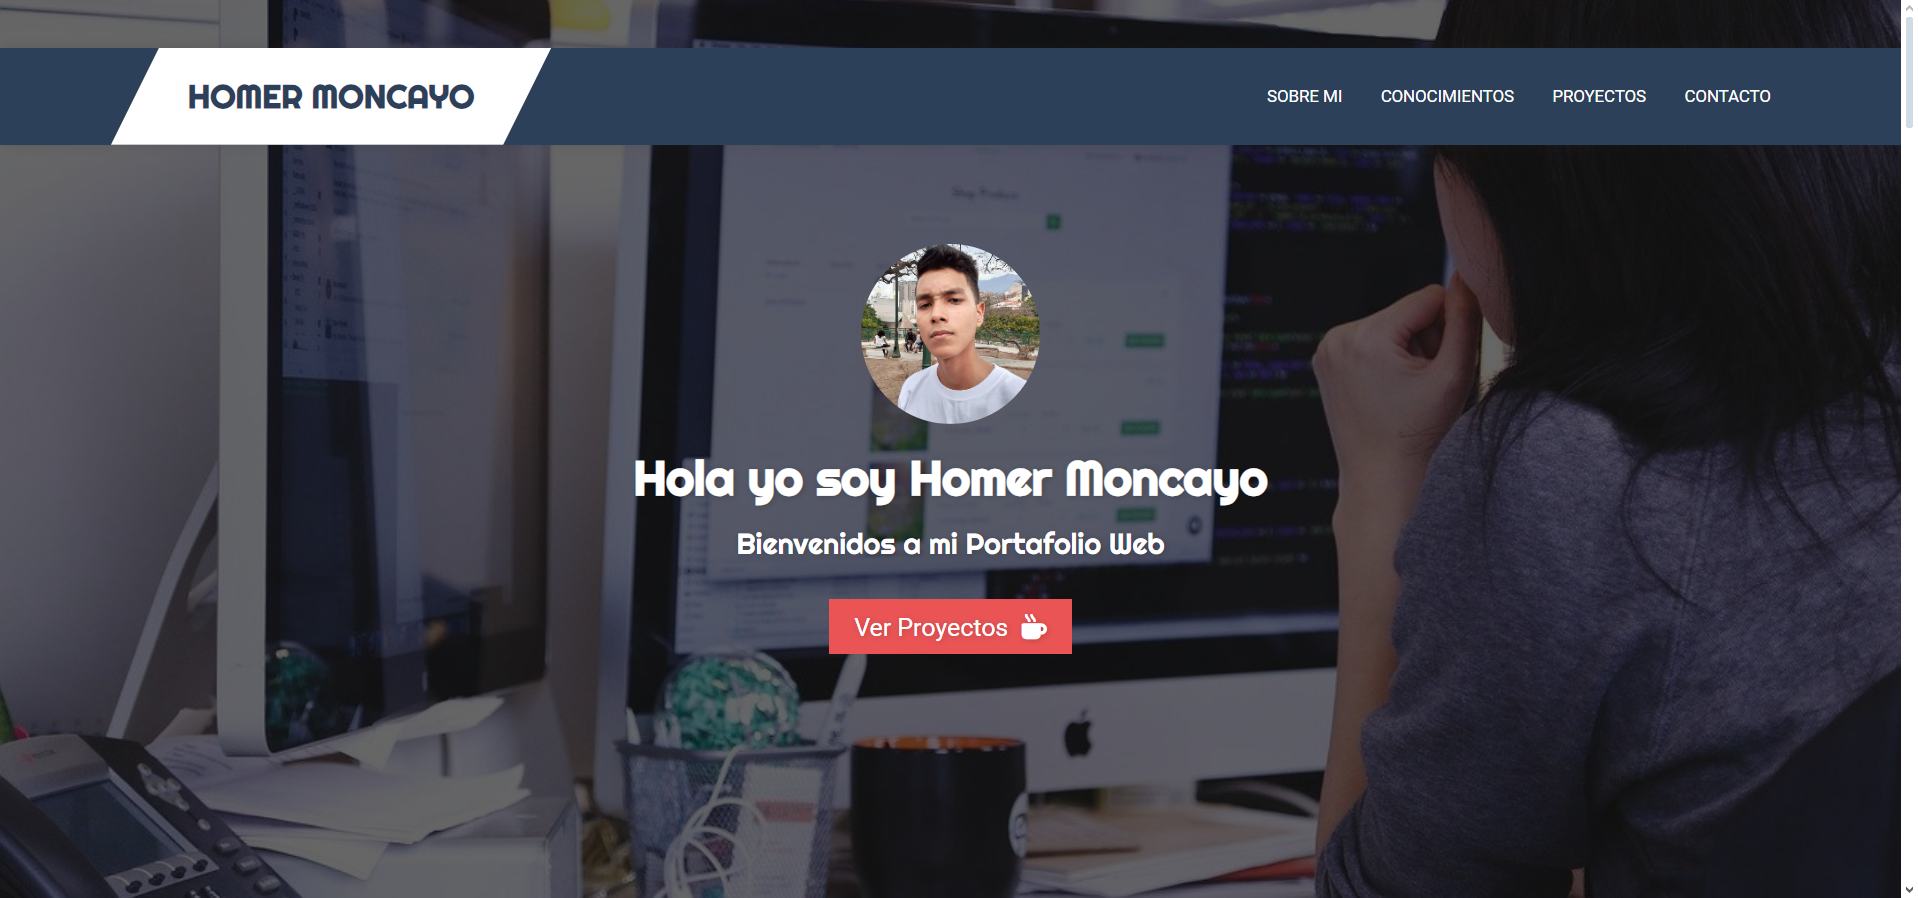 HOMER MONCAYO
SOBRE MI CONOCIMIENTOS PROYECTOS CONTACTO
Hola yo soy Homer Moncayo
Bienvenidos a mi Portafolio Web
Ver Proyectos